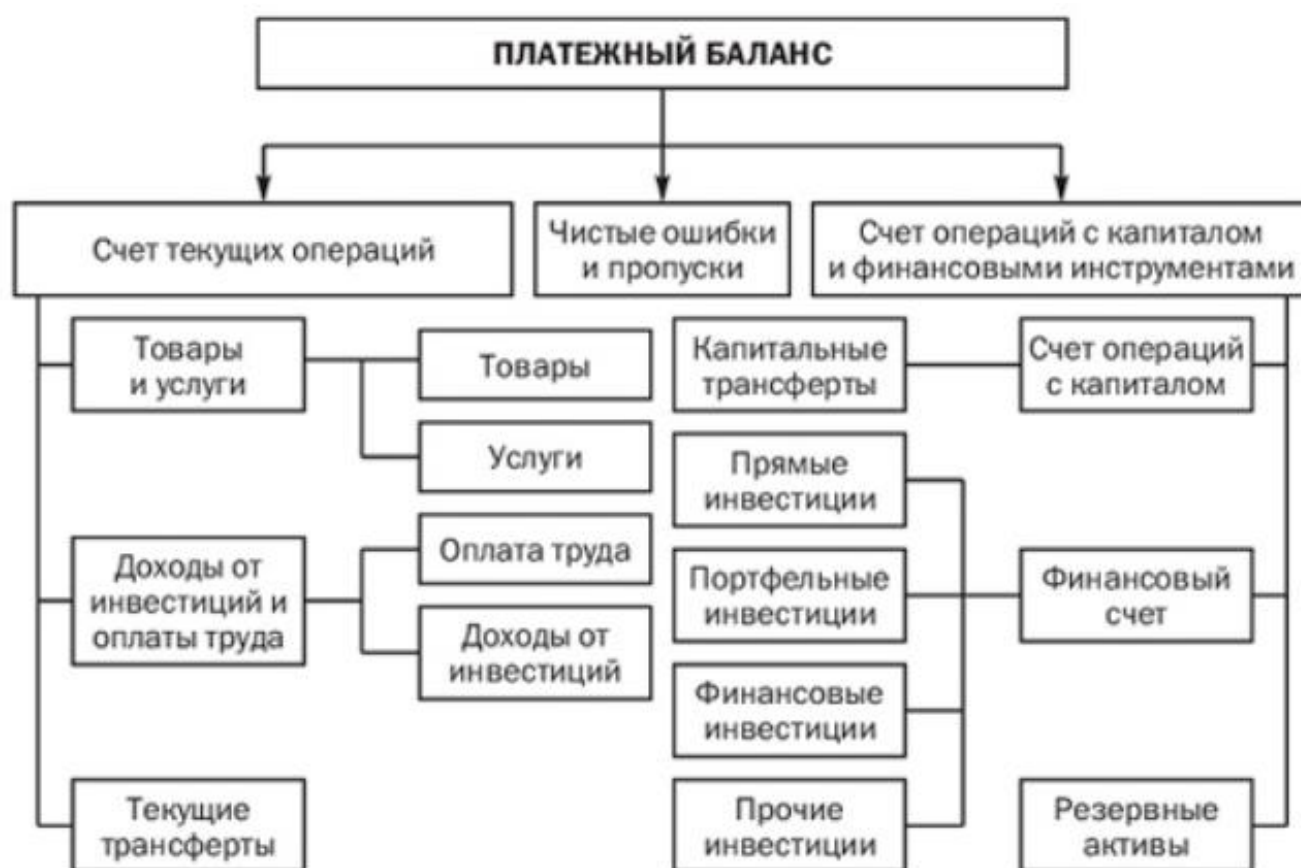 ПЛАТЕЖНЫЙ БАЛАНС
Счет текущих операций
Чистые ошибки
и пропуски
Счет операций с капиталом
и финансовыми инструментами
Товары
и услуги
Товары
Услуги
Доходы от
инвестиций и
оплаты труда
Оплата труда
Доходы от
инвестиций
Текущие
трансферты
Капитальные
трансферты
Счет операций
с капиталом
Прямые
инвестиции
Портфельные
инвестиции
Финансовый
счет
Финансовые
инвестиции
Прочие
инвестиции
Резервные
активы